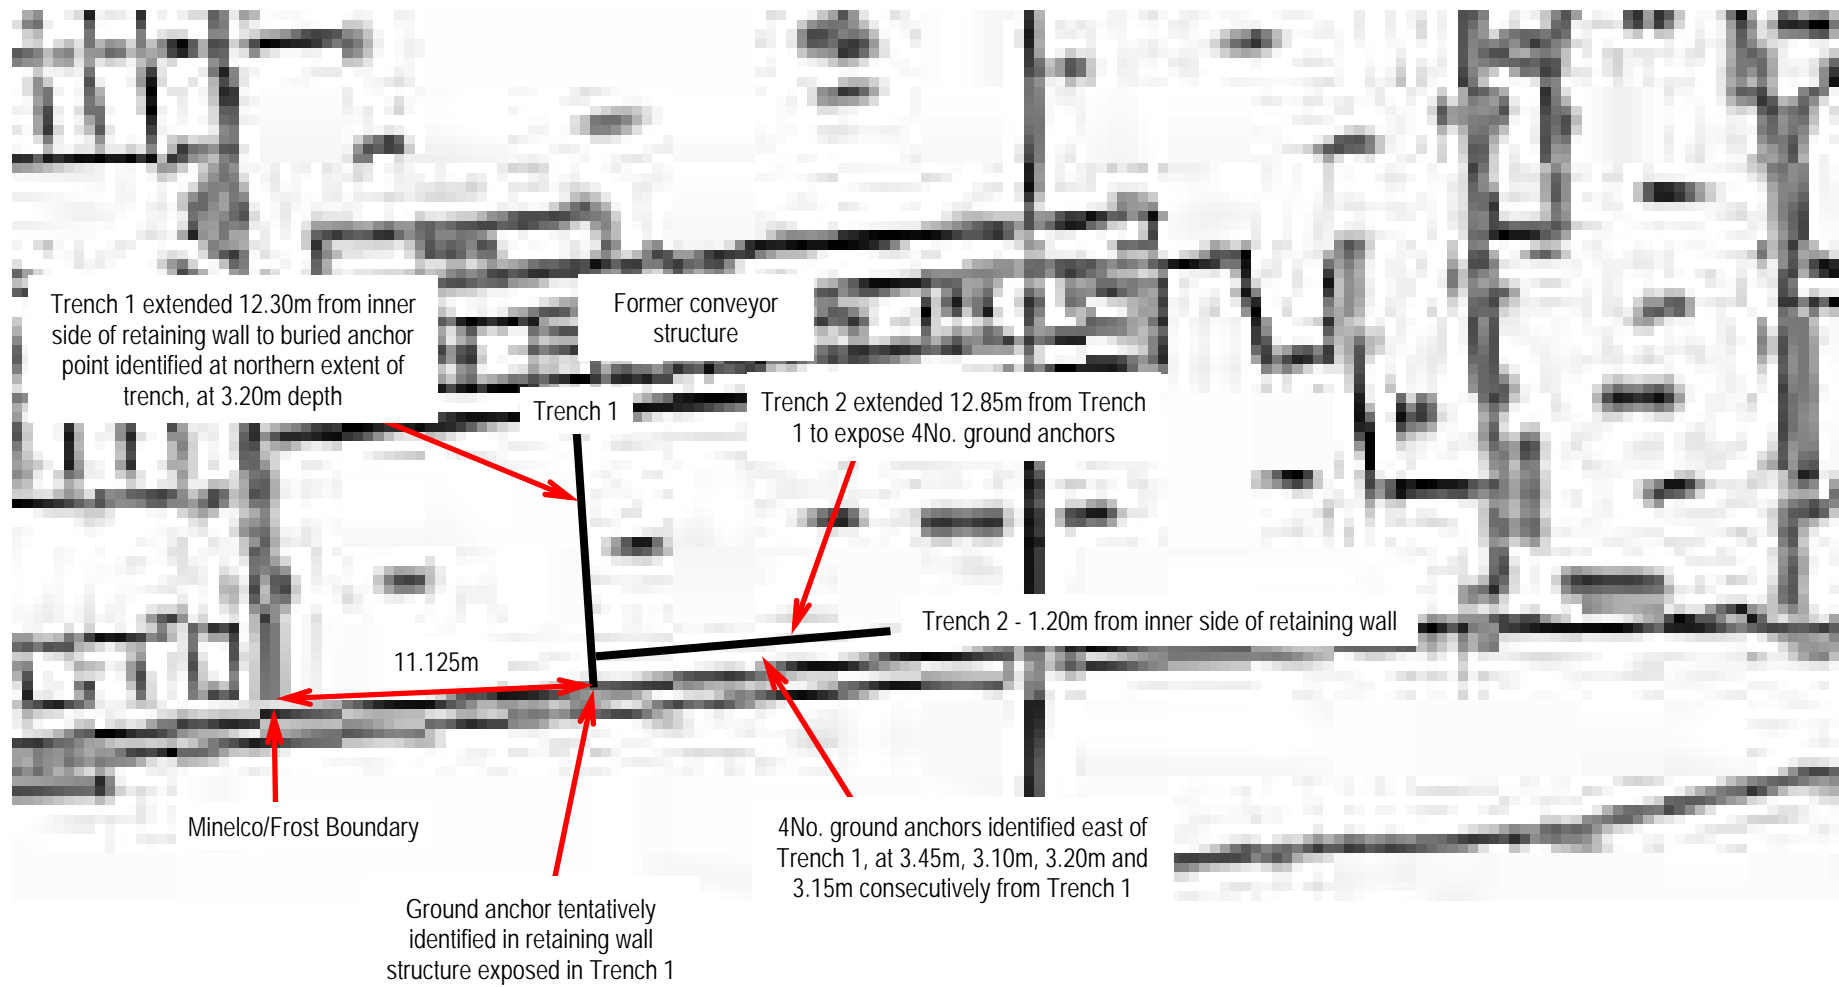 Trench 1 extended 12.30m from inner
side of retaining wall to buried anchor
point identified at northern extent of
trench, at 3.20m depth
Former conveyor
structure
Trench 1
Trench 2 extended 12.85m from Trench
1 to expose 4No. ground anchors
Trench 2 - 1.20m from inner side of retaining wall
11.125m
Minelco/Frost Boundary
4No. ground anchors identified east of
Trench 1, at 3.45m, 3.10m, 3.20m and
3.15m consecutively from Trench 1
Ground anchor tentatively
identified in retaining wall
structure exposed in Trench 1